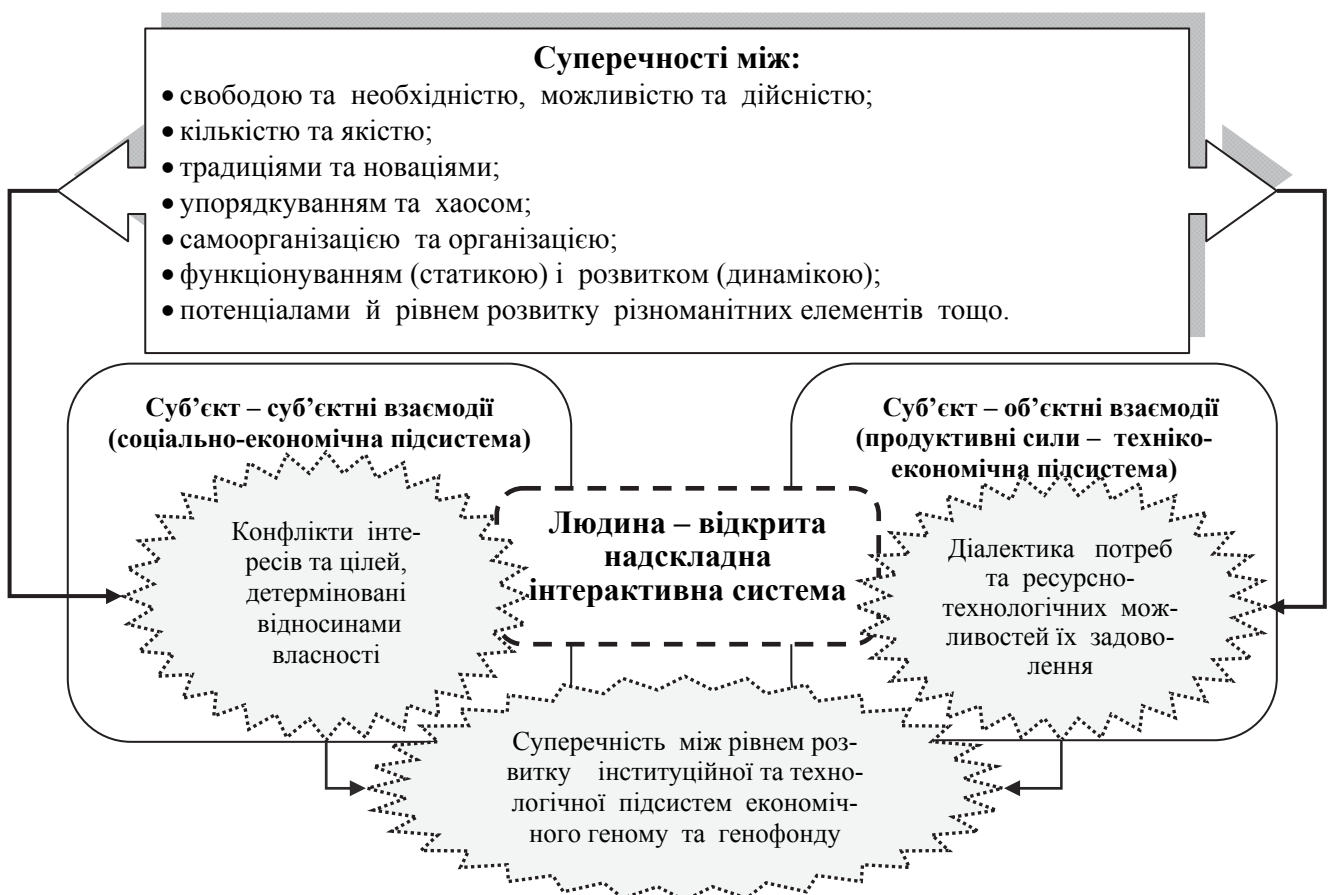 Суперечності між:
• свободою та необхідністю, можливістю та дійсністю;
• кількістю та якістю;
• традиціями та новаціями;
• упорядкуванням та хаосом;
• самоорганізацією та організацією;
• функціонуванням (статикою) і розвитком (динамікою);
• потенціалами й рівнем розвитку різноманітних елементів тощо.
Суб’єкт – суб’єктні взаємодії
(соціально-економічна підсистема)
Суб’єкт – об’єктні взаємодії
(продуктивні сили – техніко-
економічна підсистема)
Конфлікти інте-
ресів та цілей,
детерміновані
відносинами
власності
Людина – відкрита
надскладна
інтерактивна система
Діалектика потреб
та ресурсно-
технологічних мож-
ливостей їх задово-
лення
Суперечність між рівнем роз-
витку інституційної та техно-
логічної підсистем економіч-
ного геному та генофонду